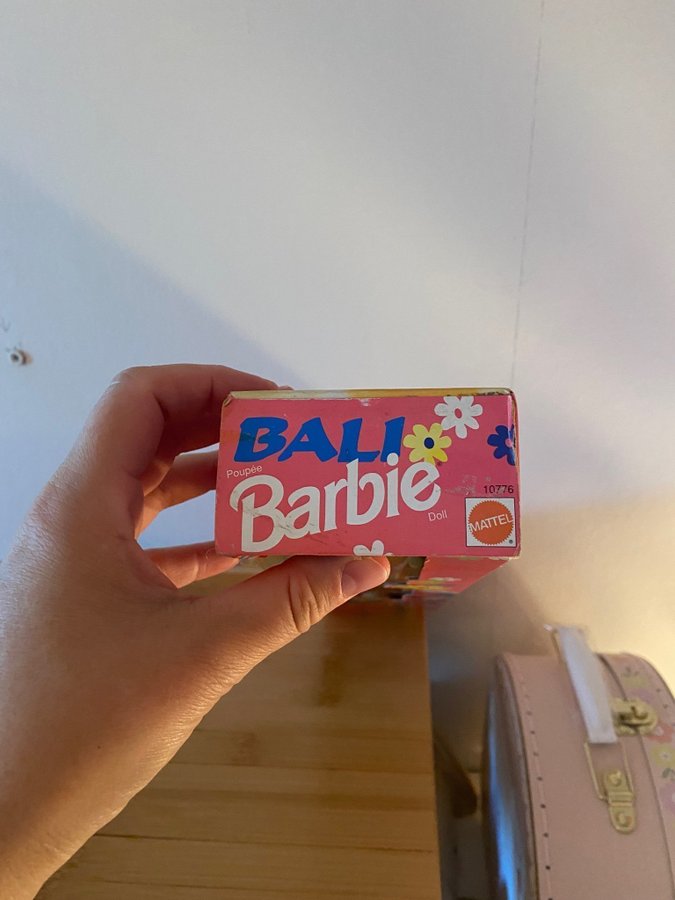 BALI
Poupée
Barbie
Doll
10776
MATTEL